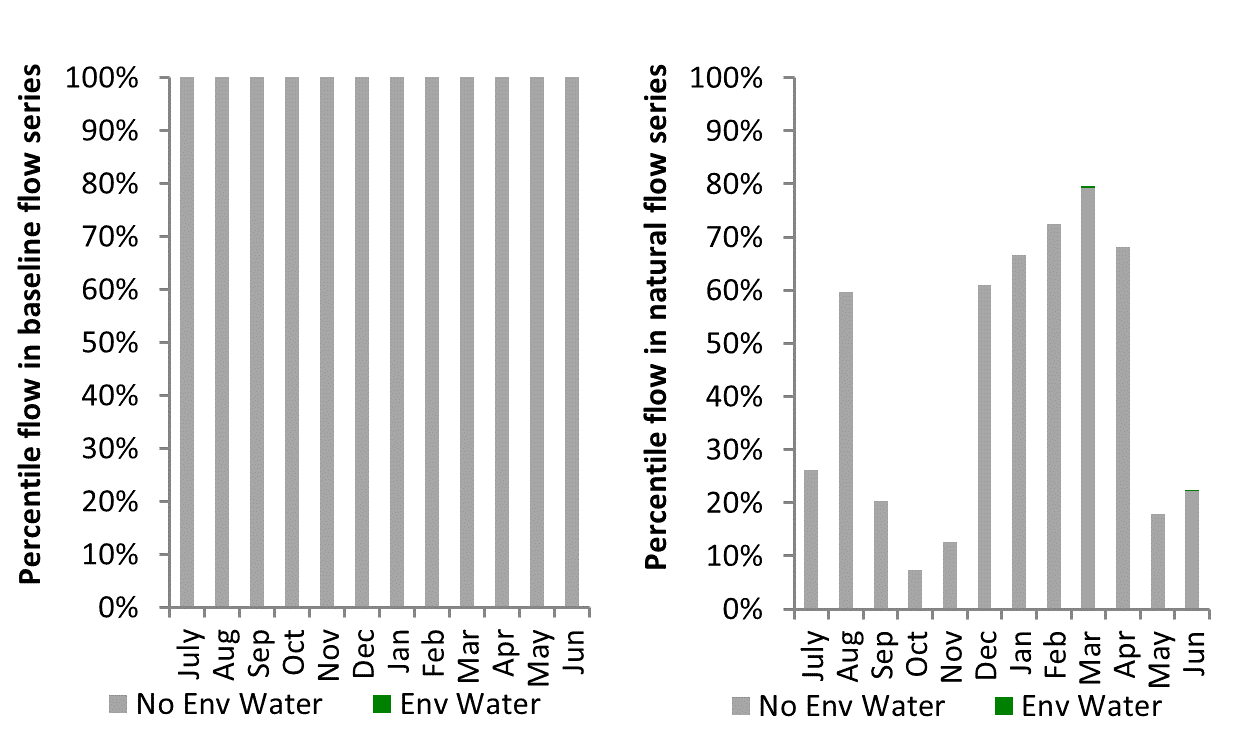 Percentile flow in baseline flow series
100%
90%
80%
70%
60%
50%
40%
30%
20%
10%
0%
July
Aug
Sep
Oct
Nov
Dec
Jan
Feb
Mar
Apr
May
Jun
No Env Water
Env Water
Percentile flow in natural flow series
100%
90%
80%
70%
60%
50%
40%
30%
20%
10%
0%
July
Aug
Sep
Oct
Nov
Dec
Jan
Feb
Mar
Apr
May
Jun
No Env Water
Env Water